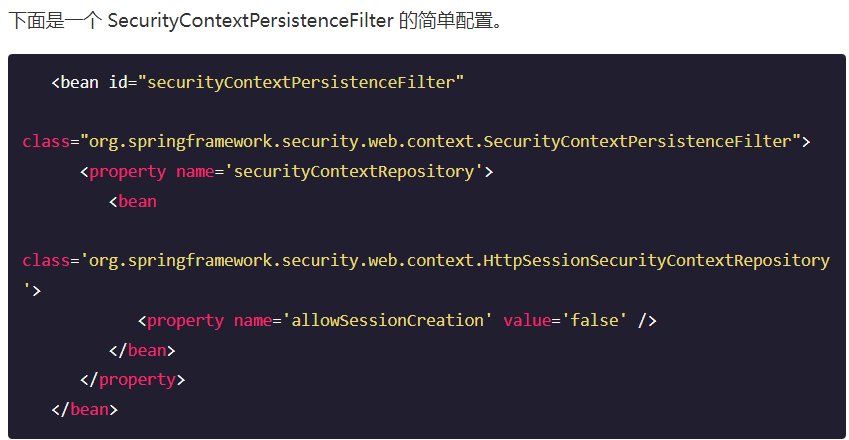 下面是一个 SecurityContextPersistenceFilter 的简单配置。
<bean id="securityContextPersistenceFilter"
class="org.springframework.security.web.context.SecurityContextPersistenceFilter">
<property name='securityContextRepository'>
<bean
class='org.springframework.security.web.context.HttpSessionSecurityContextRepository
'>
<property name='allowSessionCreation' value='false' />
</bean>
</property>
</bean>